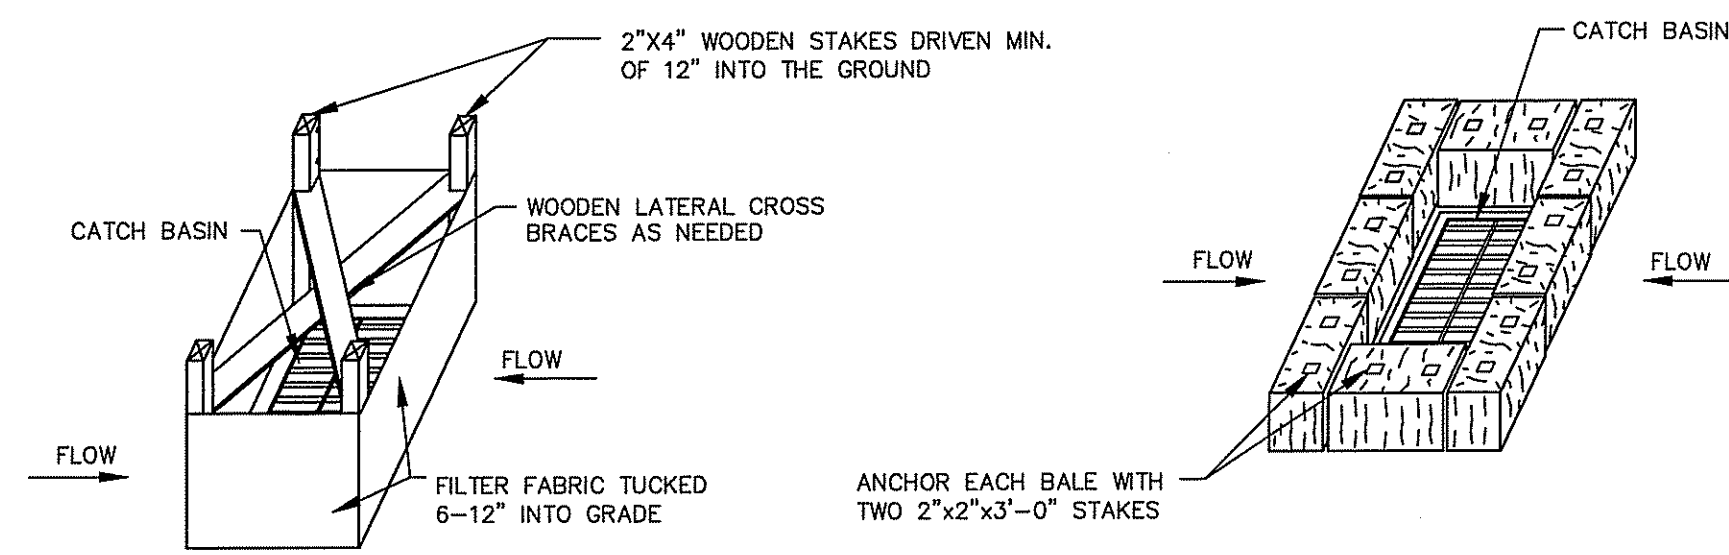 2"X4" WOODEN STAKES DRIVEN MIN.
OF 12" INTO THE GROUND
CATCH BASIN
WOODEN LATERAL CROSS
BRACES AS NEEDED
FLOW
FLOW
FILTER FABRIC TUCKED
6-12" INTO GRADE
CATCH BASIN
FLOW
FLOW
ANCHOR EACH BALE WITH
TWO 2"x2"x3'-0" STAKES